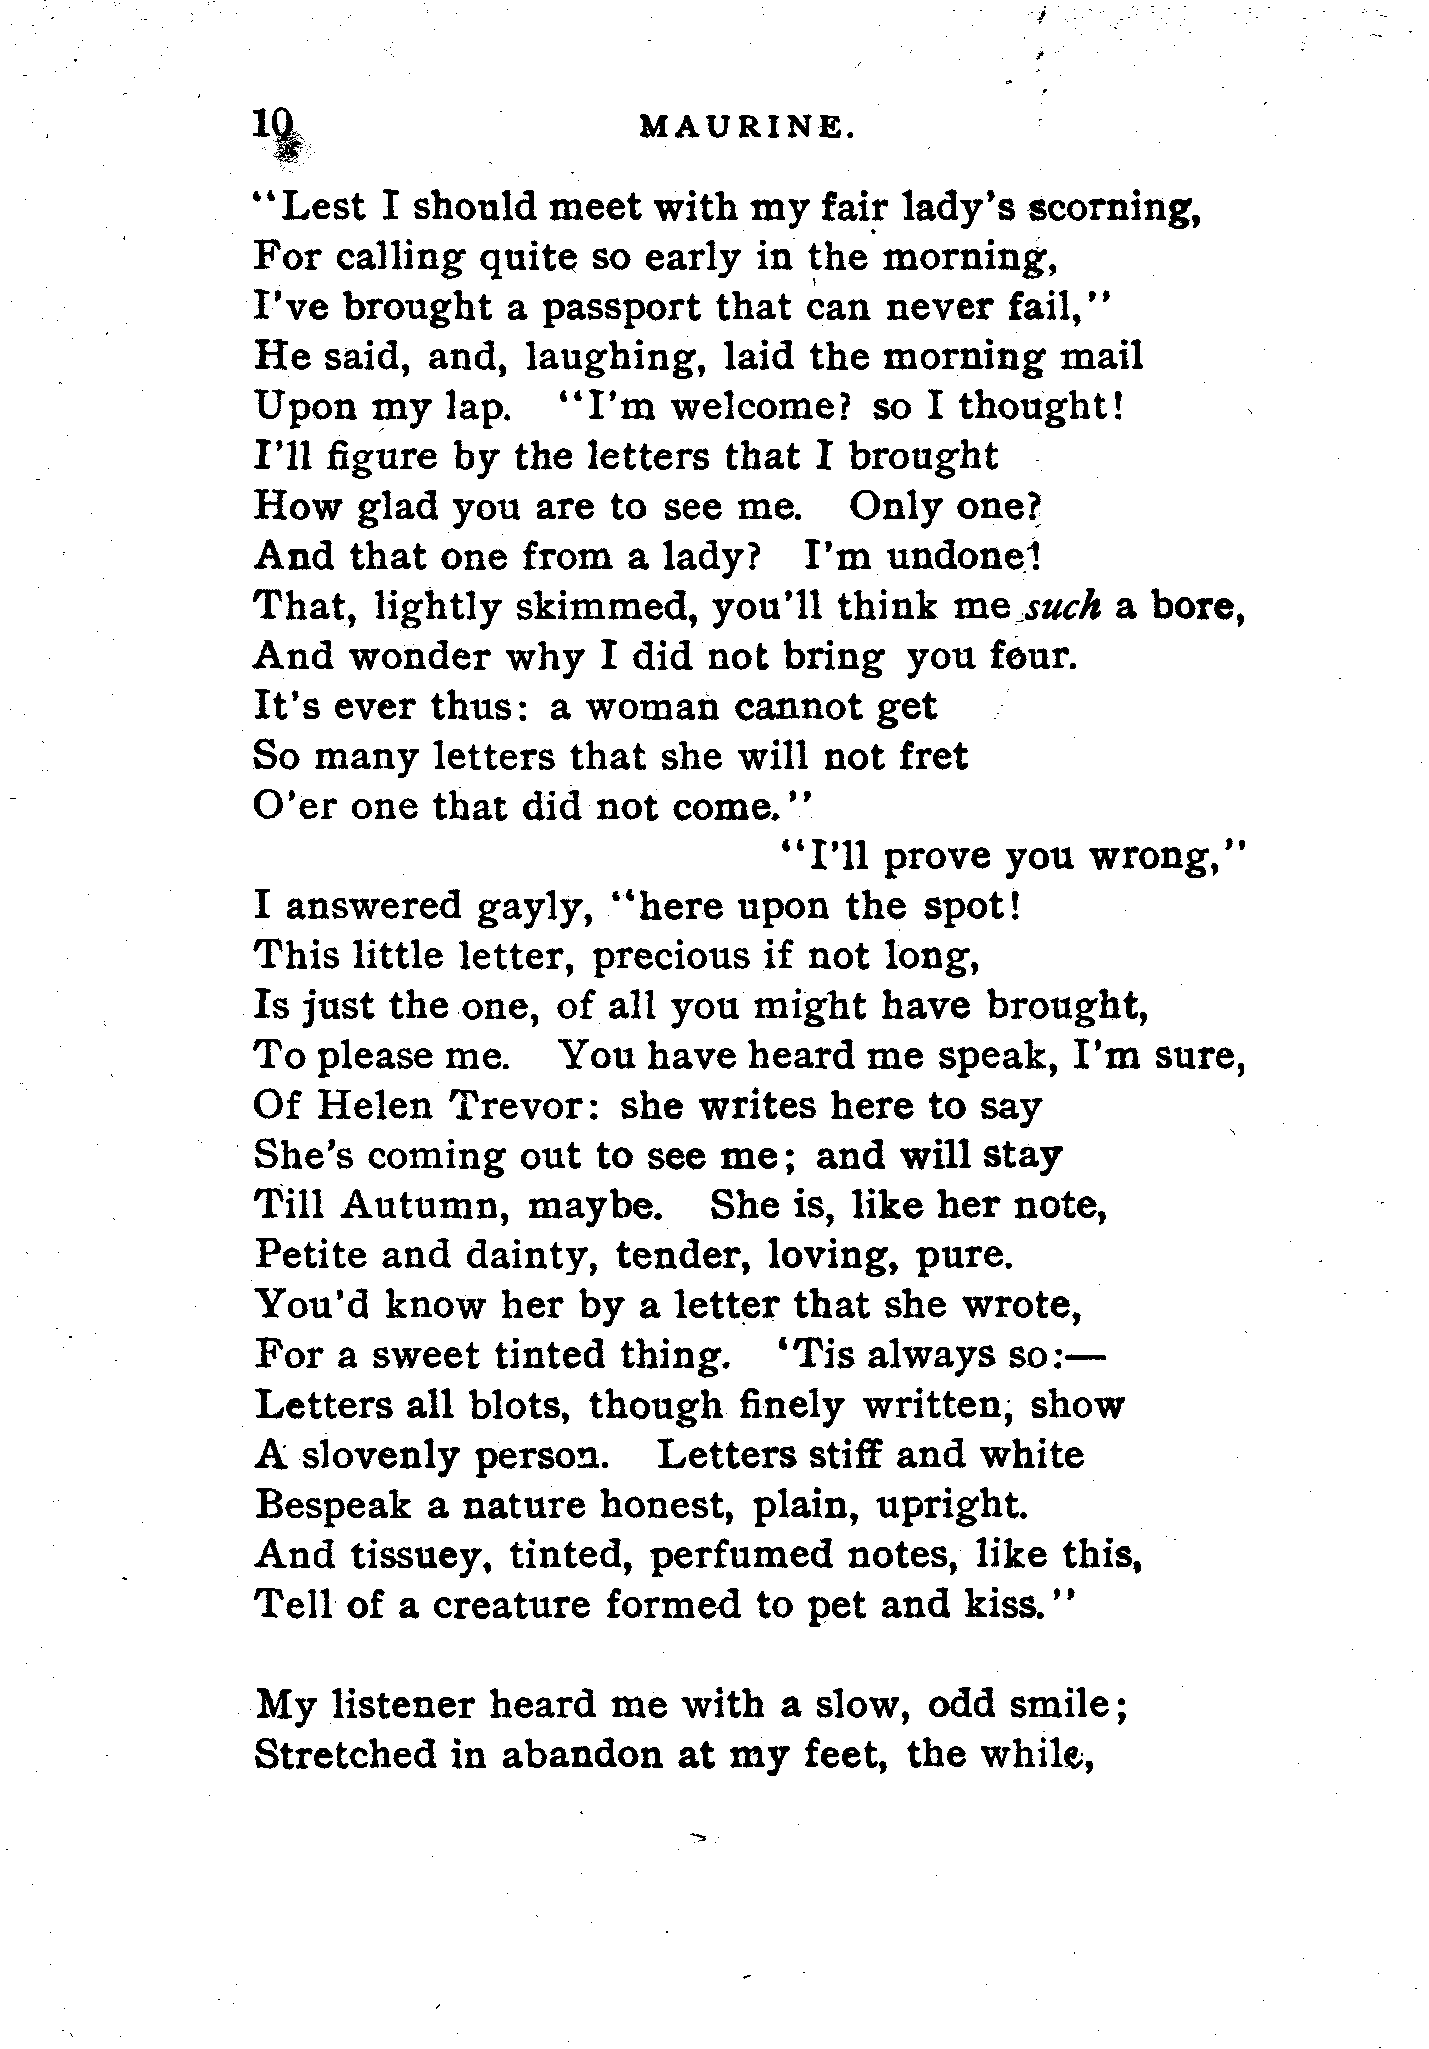 10 MAURINE.
“Lest I should meet with my fair lady’s scorning,
For calling quite so early in the morning,
I’ve brought a passport that can never fail,”
He said, and, laughing, laid the morning mail
Upon my lap. “I’m welcome? so I thought!
I’ll figure by the letters that I brought
How glad you are to see me. Only one?
And that one from a lady? I’m undone!
That, lightly skimmed, you’ll think me such a bore,
And wonder why I did not bring you four.
It’s ever thus: a woman cannot get
So many letters that she will not fret
O’er one that did not come.”
“I’ll prove you wrong,”
I answered gayly, “here upon the spot!
This little letter, precious if not long,
Is just the one, of all you might have brought,
To please me. You have heard me speak, I’m sure,
Of Helen Trevor: she writes here to say
She’s coming out to see me; and will stay
Till Autumn, maybe. She is, like her note,
Petite and dainty, tender, loving, pure.
You’d know her by a letter that she wrote,
For a sweet tinted thing. ‘Tis always so:—
Letters all blots, though finely written, show
A slovenly person. Letters stiff and white
Bespeak a nature honest, plain, upright.
And tissuey, tinted, perfumed notes, like this,
Tell of a creature formed to pet and kiss.”
My listener heard me with a slow, odd smile;
Stretched in abandon at my feet, the while,